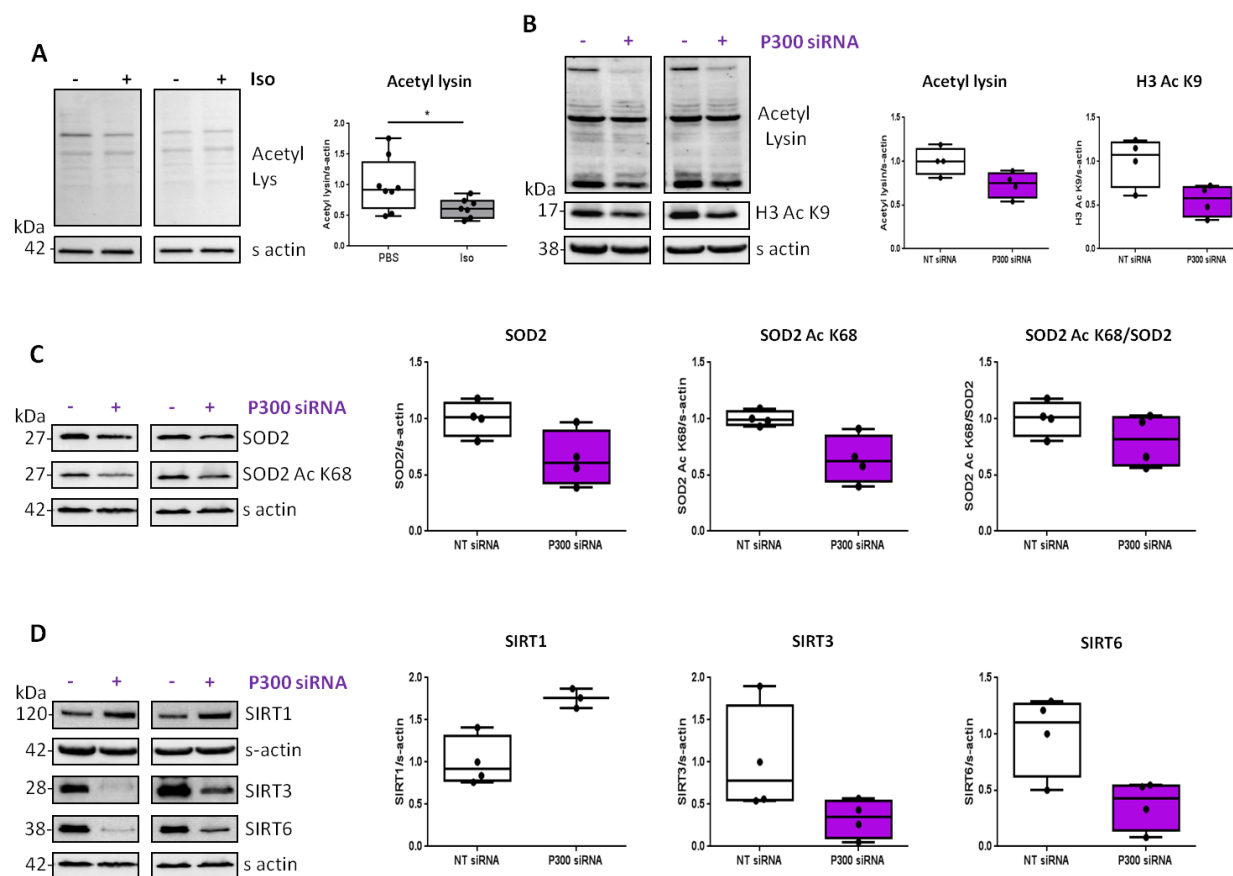 A
- + - + Iso
Acetyl
Lys
kDa
42
s actin
Acetyl lysin
*
Acetyl lysin/s-actin
2.0
1.5
1.0
0.5
0.0
PBS Iso
B
- + - + P300 siRNA
Acetyl
Lysin
kDa
17
H3 Ac K9
38
s actin
Acetyl lysin
Acetyl lysin/s-actin
1.5
1.0
0.5
0.0
NT siRNA P300 siRNA
H3 Ac K9
H3 Ac K9/s-actin
1.5
1.0
0.5
0.0
NT siRNA P300 siRNA
C
kDa
- + - + P300 siRNA
27 SOD2
27 SOD2 Ac K68
42 s actin
SOD2
SOD2/s-actin
1.5
1.0
0.5
0.0
NT siRNA P300 siRNA
SOD2 Ac K68
SOD2 Ac K68/s-actin
1.5
1.0
0.5
0.0
NT siRNA P300 siRNA
SOD2 Ac K68/SOD2
SOD2 Ac K68/SOD2
1.5
1.0
0.5
0.0
NT siRNA P300 siRNA
D
kDa
- + - + P300 siRNA
120 SIRT1
42 s-actin
28 SIRT3
38 SIRT6
42 s actin
SIRT1
SIRT1/s-actin
2.0
1.5
1.0
0.5
0.0
NT siRNA P300 siRNA
SIRT3
SIRT3/s-actin
2.0
1.5
1.0
0.5
0.0
NT siRNA P300 siRNA
SIRT6
SIRT6/s-actin
1.5
1.0
0.5
0.0
NT siRNA P300 siRNA